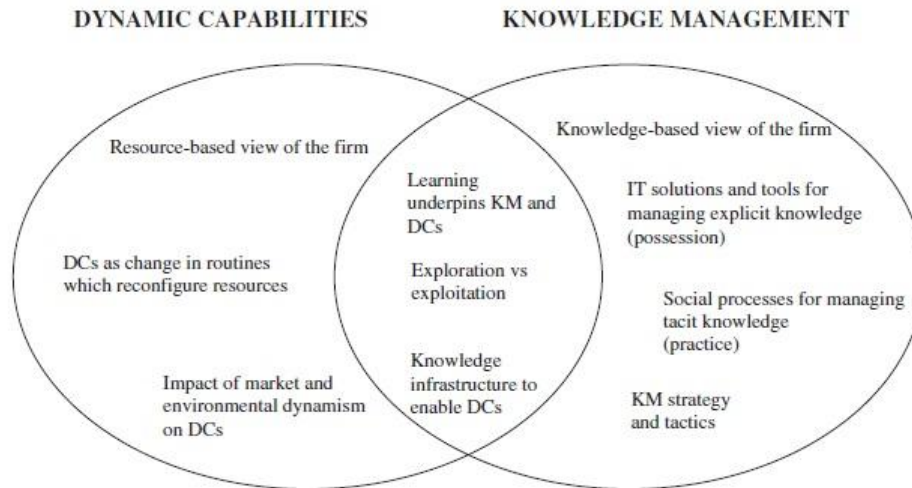 DYNAMIC CAPABILITIES
KNOWLEDGE MANAGEMENT
Resource-based view of the firm
DCs as change in routines
which reconfigure resources
Impact of market and
environmental dynamism
on DCs
Learning
underpins KM and
DCs
Exploration vs
exploitation
Knowledge
infrastructure to
enable DCs
Knowledge-based view of the firm
IT solutions and tools for
managing explicit knowledge
(possession)
Social processes for managing
tacit knowledge
(practice)
KM strategy
and tactics